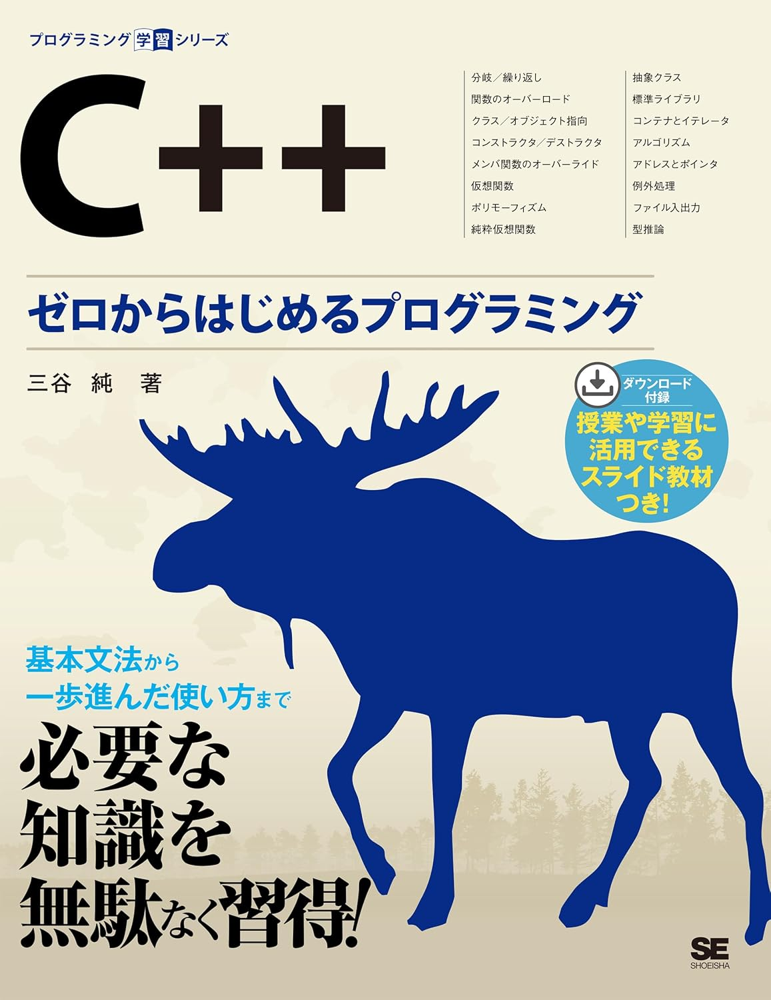 プログラミング学習シリーズ
C++
分岐／繰り返し
関数のオーバーロード
クラス／オブジェクト指向
コンストラクタ／デストラクタ
メンバ関数のオーバーライド
仮想関数
ポリモーフィズム
純粋仮想関数
抽象クラス
標準ライブラリ
コンテナとイテレータ
アルゴリズム
アドレスとポインタ
例外処理
ファイル入出力
型推論
ゼロからはじめるプログラミング
三谷 純 著
ダウンロード
付録
授業や学習に
活用できる
スライド教材
つき！
基本文法から
一歩進んだ使い方まで
必要な
知識を
無駄なく習得！
SE
SHOEISHA